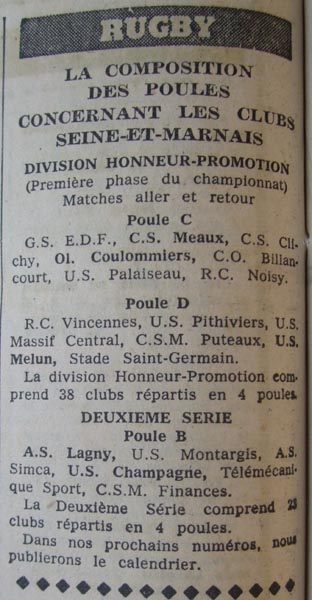 RUGBY
LA COMPOSITION
DES POULES
CONCERNANT LES CLUBS
SEINE-ET-MARNAIS
DIVISION HONNEUR-PROMOTION
(Première phase du championnat)
Matches aller et retour
Poule C
G.S. E.D.F., C.S. Meaux, C.S. Cli-
chy, Ol. Coulommiers, C.O. Billan-
court, U.S. Palaiseau, R.C. Noisy.
Poule D
R.C. Vincennes, U.S. Pithiviers, U.S.
Massif Central, C.S.M. Puteaux, U.S.
Melun, Stade Saint-Germain.
La division Honneur-Promotion com-
prend 38 clubs répartis en 4 poules.
DEUXIEME SERIE
Poule B
A.S. Lagny, U.S. Montargis, A.S.
Simca, U.S. Champagne, Télémécani-
que Sport, C.S.M. Finances.
La Deuxième Série comprend
clubs répartis en 4 poules.
Dans nos prochains numéros, nous
publierons le calendrier.